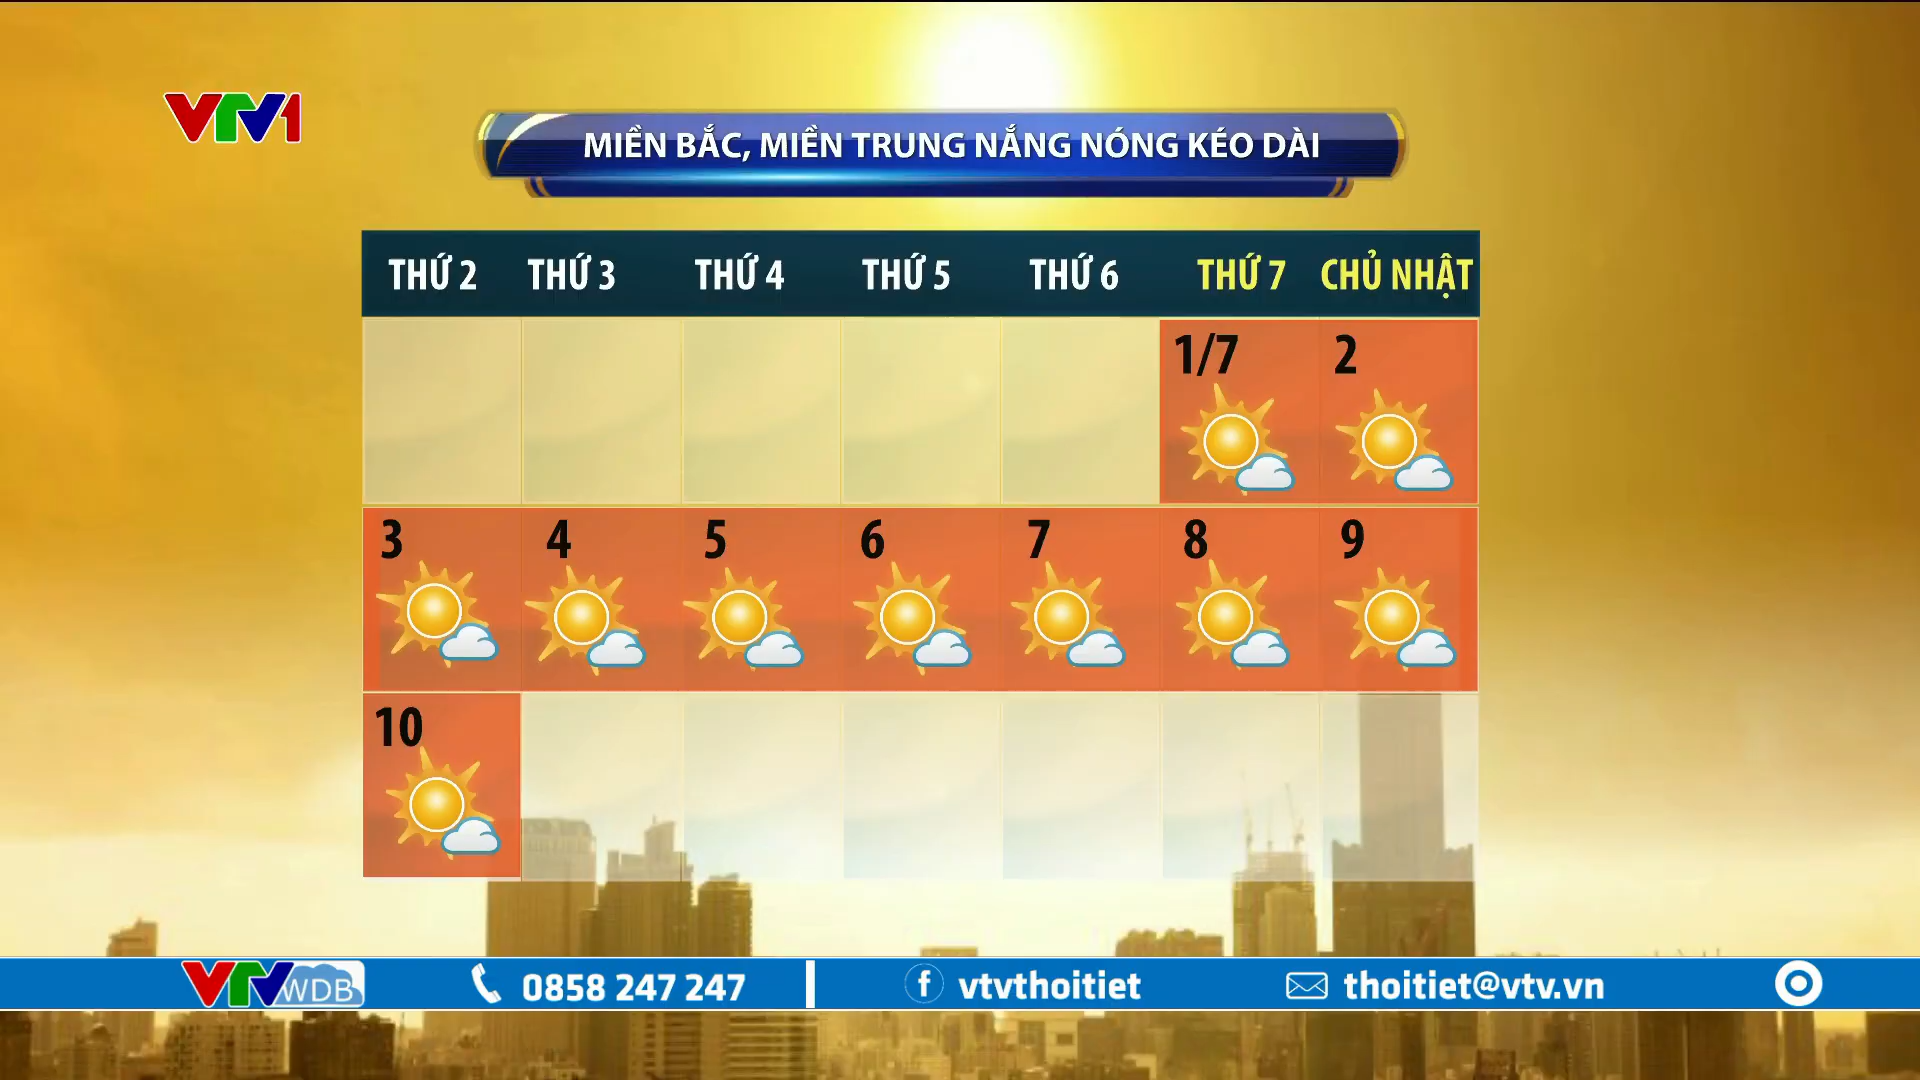 VTV1
MIỀN BẮC, MIỀN TRUNG NẮNG NÓNG KÉO DÀI
THỨ 2 THỨ 3 THỨ 4 THỨ 5 THỨ 6 THỨ 7 CHỦ NHẬT
1/7 2
3 4 5 6 7 8 9
10
VTV WDB 0858 247 247 f vtvthoitiet thoitiet@vtv.vn